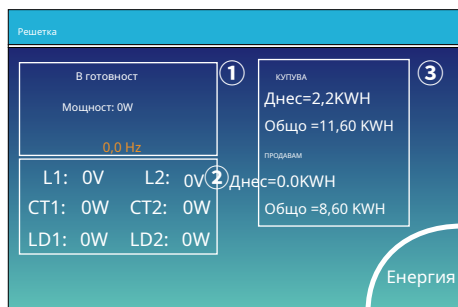 Решетка
В готовност
Мощност: 0W
0,0 Hz
①
L1: 0V L2: 0V
CT1: 0W CT2: 0W
LD1: 0W LD2: 0W
②
КУПУВА
③
Днес=2,2KWH
Общо =11,60 KWH
ПРОДАВАМ
Днес=0.0KWH
Общо =8,60 KWH
Енергия